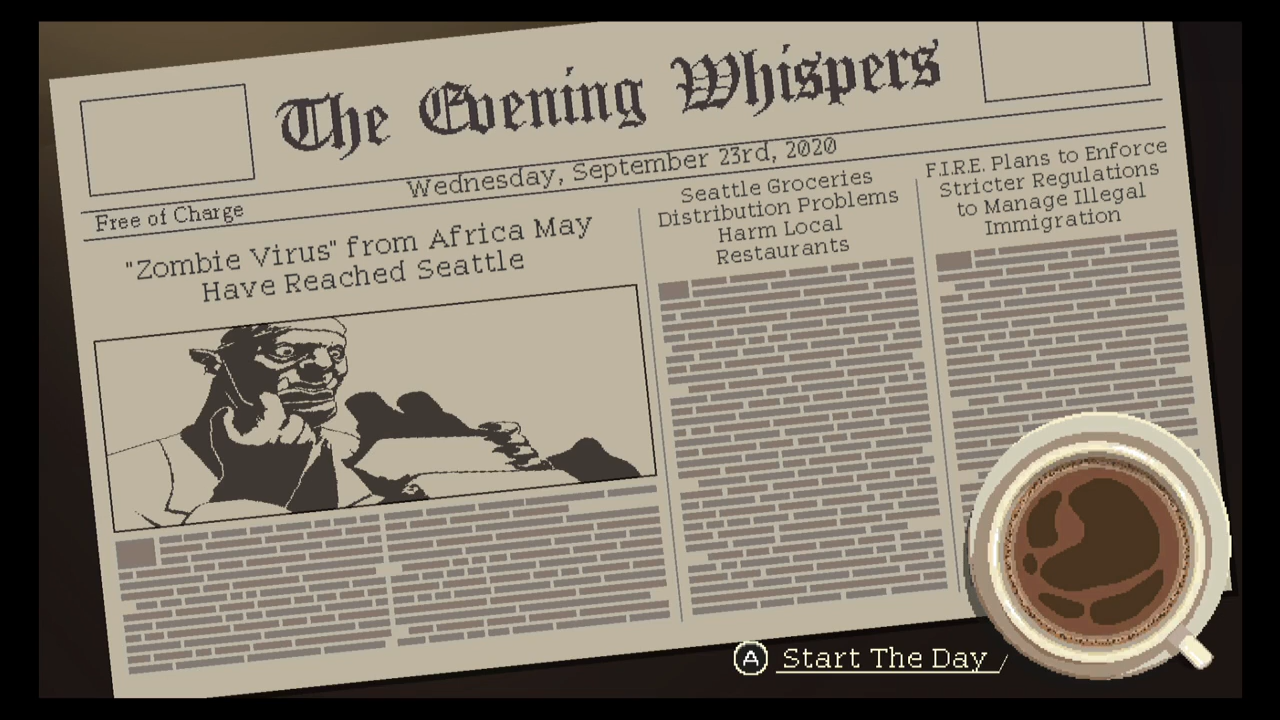 The Evening Whispers
Wednesday, September 23rd, 2020
Free of Charge
"Zombie Virus" from Africa May
Have Reached Seattle
Seattle Groceries
Distribution Problems
Harm Local
Restaurants
F.I.R.E. Plans to Enforce
Stricter Regulations
to Manage Illegal
Immigration
A Start The Day